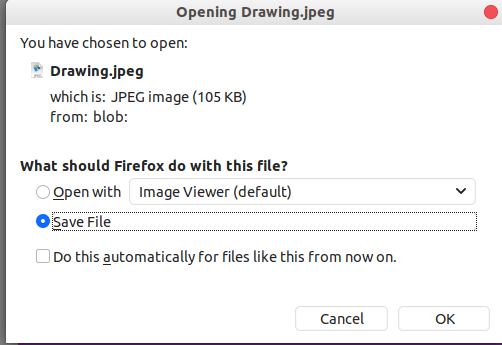 Opening Drawing.jpeg
You have chosen to open:
Drawing.jpeg
which is: JPEG image (105 KB)
from: blob:
What should Firefox do with this file?
Open with Image Viewer (default)
Save File
Do this automatically for files like this from now on.
Cancel OK